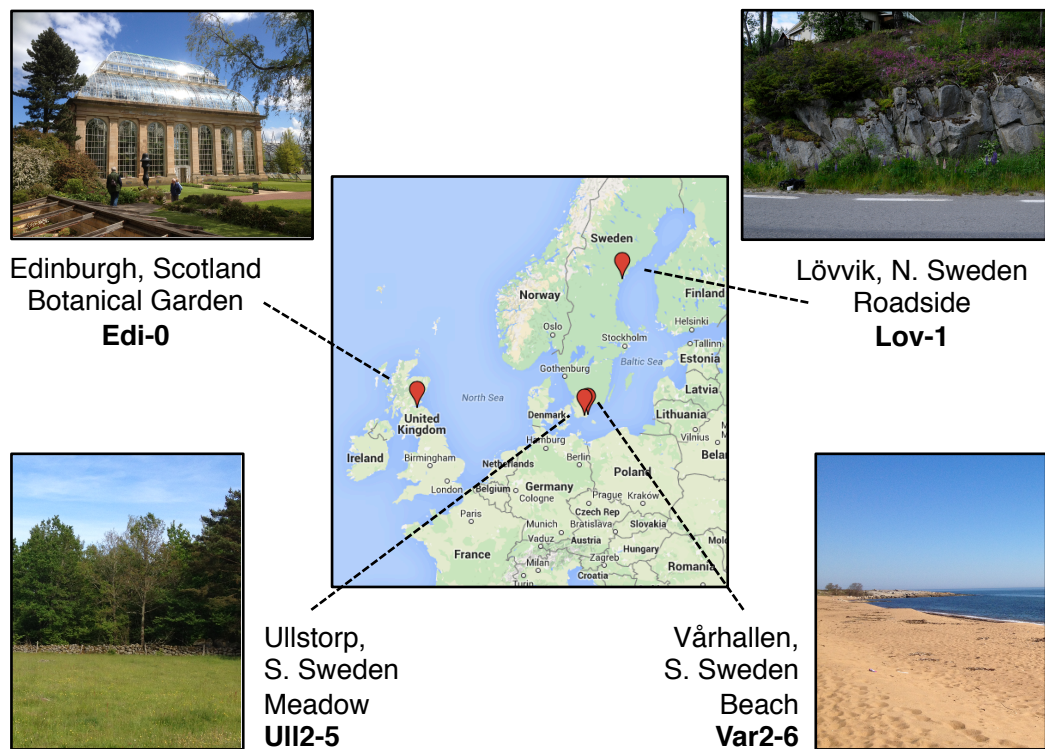 Edinburgh, Scotland
Botanical Garden
Edi-0
Lövvik, N. Sweden
Roadside
Lov-1
Sweden
Norway
Finland
Oslo
Helsinki
Stockholm
Tallinn
Estonia
Baltic Sea
Gothenburg
Latvia
North Sea
Denmark
Lithuania
United
Kingdom
Vilnius
Ireland
Birmingham
Hamburg
Berlin
Netherlands
Poland
London
Belgium
Germany
Cologne
Prague
Kraków
Paris
Czech Rep
Munich
Bratislava
Slovakia
Vaduz
Austria
France
Hungary
Milan
Zagreb
Romania
Croatia
Ullstorp,
S. Sweden
Meadow
Ull2-5
Vårhallen,
S. Sweden
Beach
Var2-6